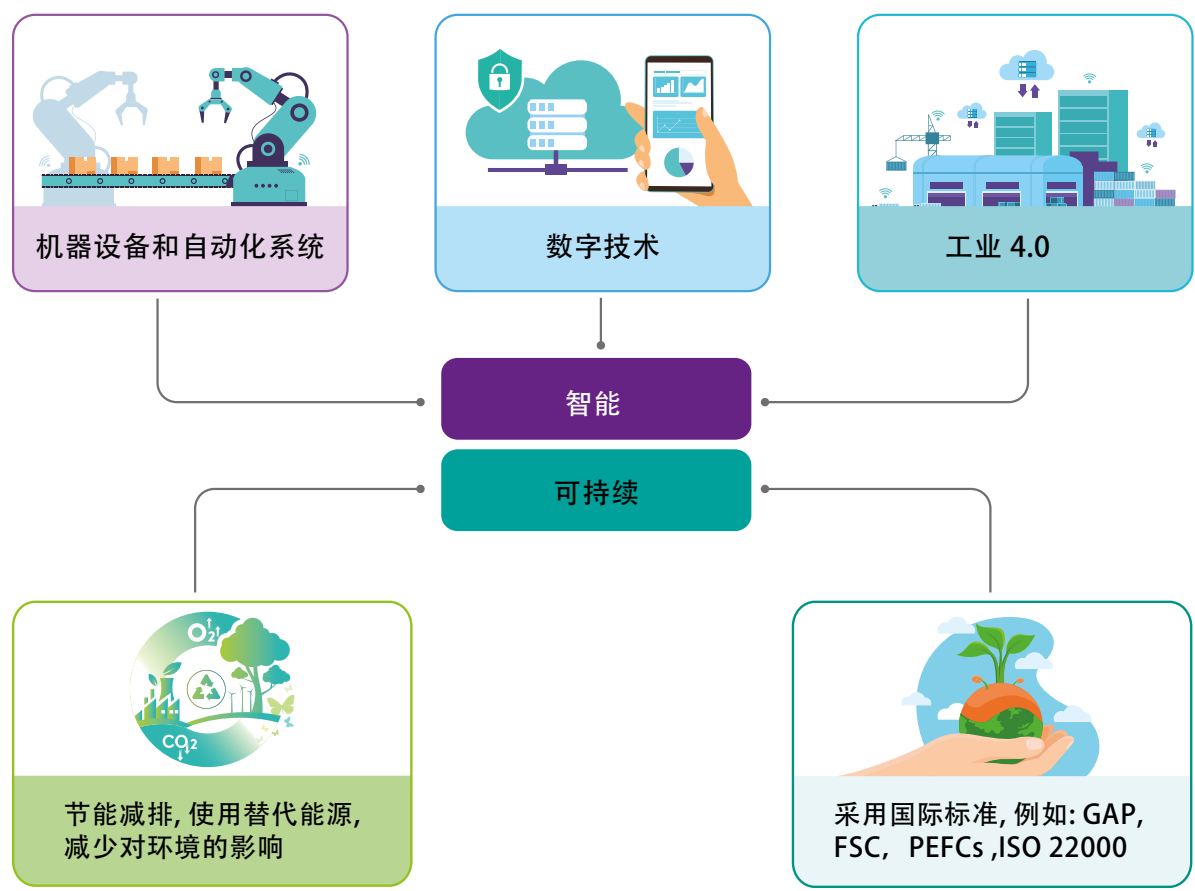 机器设备和自动化系统
数字技术
工业 4.0
智能
可持续
O₂
CO₂
节能减排, 使用替代能源,
减少对环境的影响
采用国际标准, 例如: GAP,
FSC, PEFCs ,ISO 22000